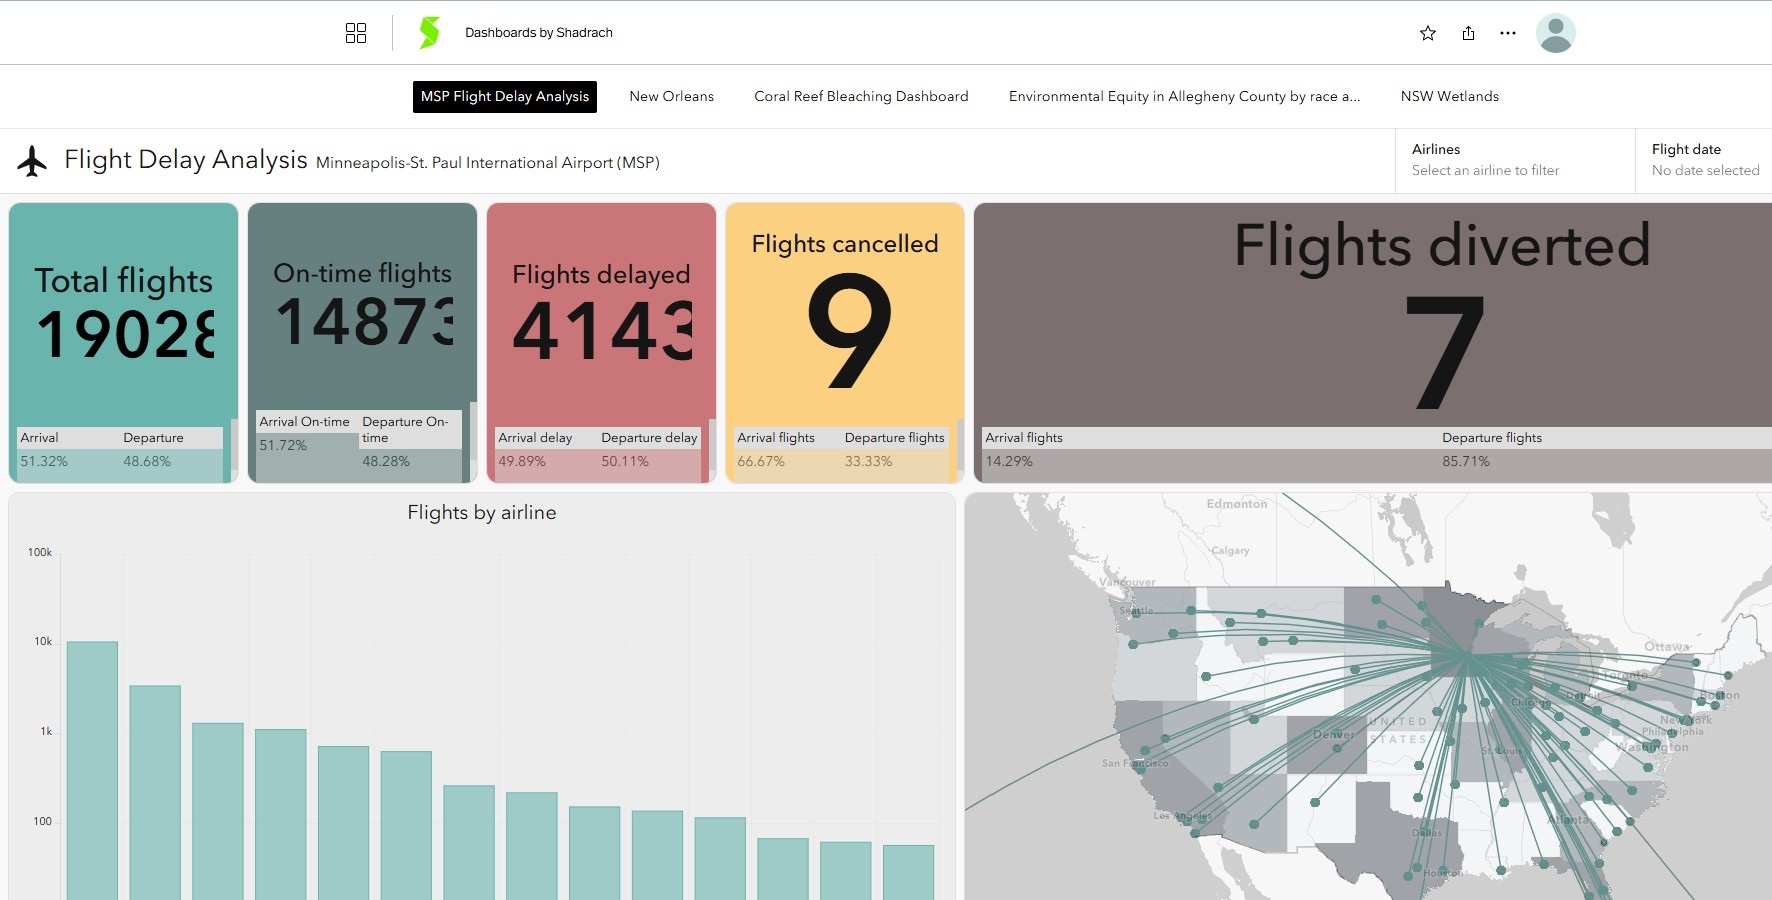 Dashboards by Shadrach
MSP Flight Delay Analysis
New Orleans
Coral Reef Bleaching Dashboard
Environmental Equity in Allegheny County by race a...
NSW Wetlands
Flight Delay Analysis Minneapolis-St. Paul International Airport (MSP)
Airlines
Select an airline to filter
Flight date
No date selected
Total flights
19028
Arrival Departure
51.32% 48.68%
On-time flights
14873
Arrival On-time Departure On-
time
51.72%
48.28%
Flights delayed
4143
Arrival delay Departure delay
49.89% 50.11%
Flights cancelled
9
Arrival flights Departure flights
66.67% 33.33%
Flights diverted
7
Arrival flights Departure flights
14.29% 85.71%
Flights by airline
100k
10k
1k
100
Edmonton
Calgary
Vancouver
Seattle
Ottawa
Toronto
Boston
Detroit
Chicago
New York
Philadelphia
Washington
UNITED
STATES
Denver
St. Louis
San Francisco
Los Angeles
Atlanta
Dallas
Houston